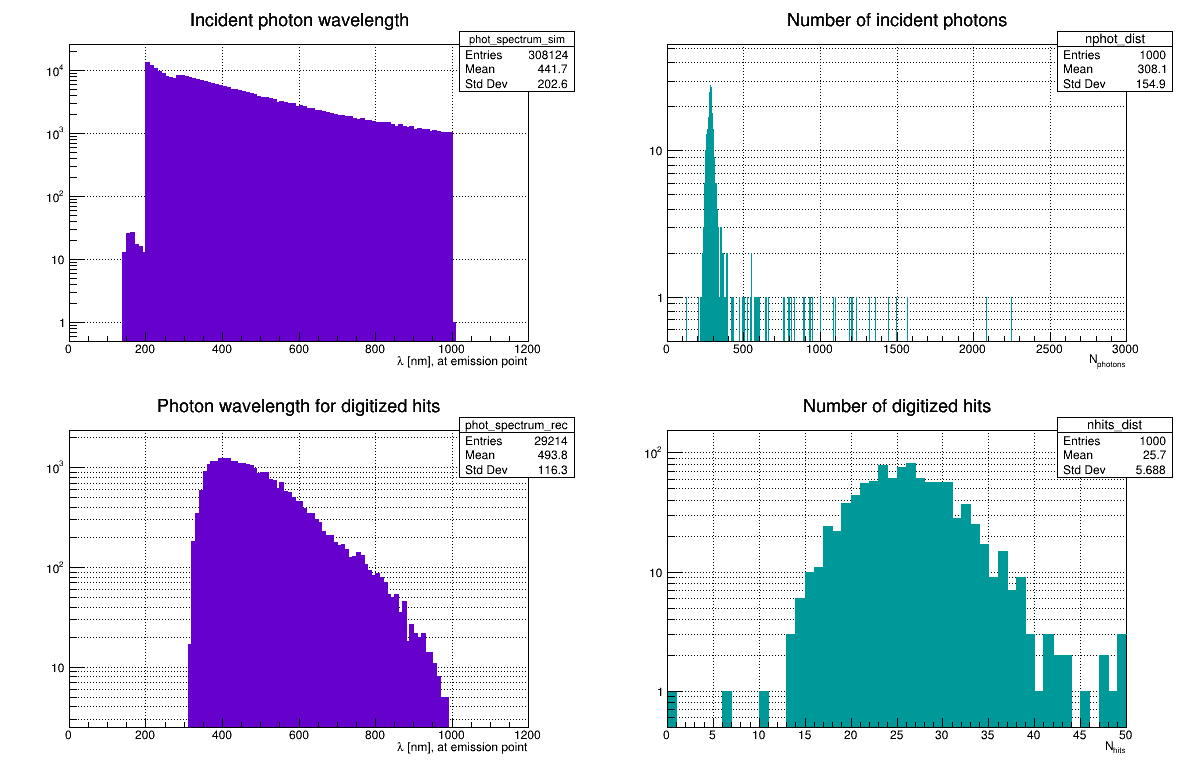 Incident photon wavelength
phot_spectrum_sim
Entries 308124
Mean 441.7
Std Dev 202.6
10^4
10^3
10^2
10
1
0 200 400 600 800 1000 1200
λ [nm], at emission point
Number of incident photons
nphot_dist
Entries 1000
Mean 308.1
Std Dev 154.9
10
1
0 500 1000 1500 2000 2500 3000
N_photons
Photon wavelength for digitized hits
phot_spectrum_rec
Entries 29214
Mean 493.8
Std Dev 116.3
10^3
10^2
10
0 200 400 600 800 1000 1200
λ [nm], at emission point
Number of digitized hits
nhits_dist
Entries 1000
Mean 25.7
Std Dev 5.688
10^2
10
1
0 5 10 15 20 25 30 35 40 45 50
N_hits